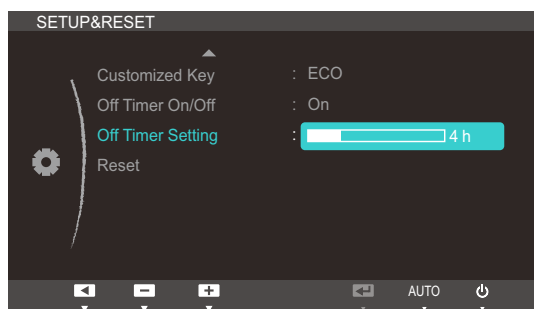 SETUP&RESET
Customized Key : ECO
Off Timer On/Off : On
Off Timer Setting : 4 h
Reset
AUTO